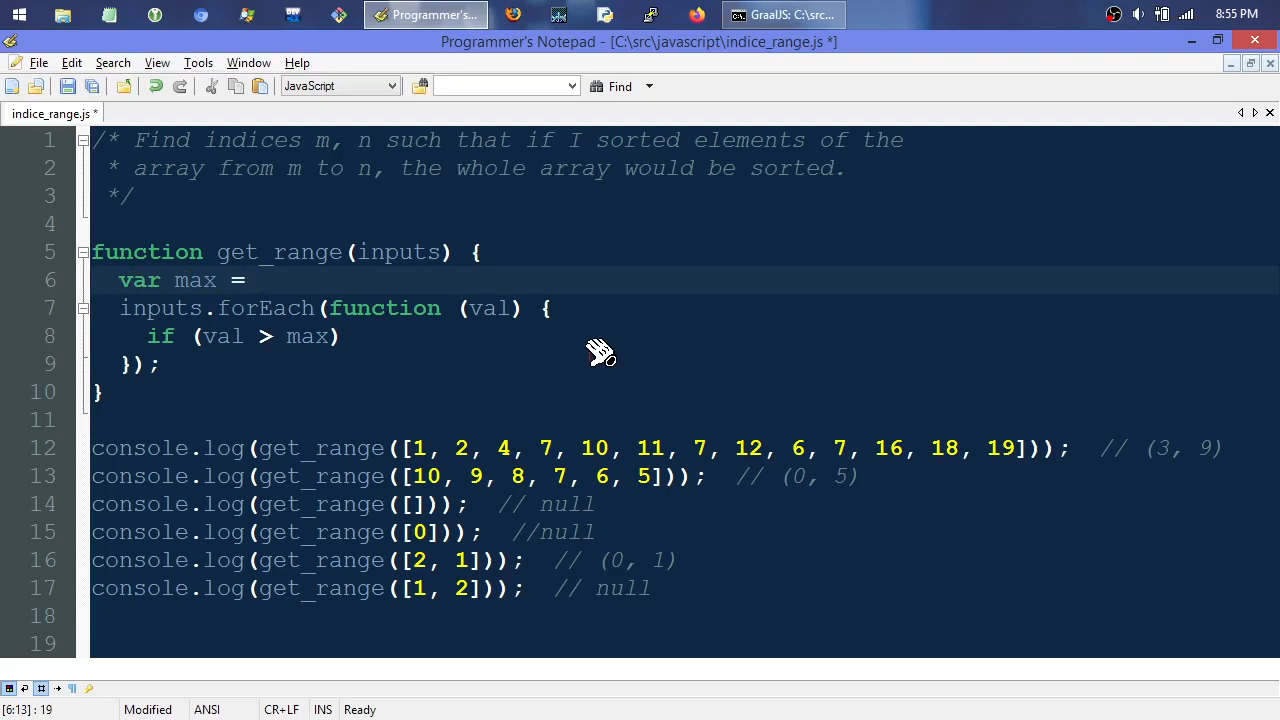 Programmer's...
GraalJS: C:\src...
8:55 PM
Programmer's Notepad - [C:\src\javascript\indice_range.js *]
File Edit Search View Tools Window Help
JavaScript Find
indice_range.js *
1 /* Find indices m, n such that if I sorted elements of the
2 * array from m to n, the whole array would be sorted.
3 */
4
5 function get_range(inputs) {
6 var max =
7 inputs.forEach(function (val) {
8 if (val > max)
9 });
10 }
11
12 console.log(get_range([1, 2, 4, 7, 10, 11, 7, 12, 6, 7, 16, 18, 19])); // (3, 9)
13 console.log(get_range([10, 9, 8, 7, 6, 5])); // (0, 5)
14 console.log(get_range([])); // null
15 console.log(get_range([0])); //null
16 console.log(get_range([2, 1])); // (0, 1)
17 console.log(get_range([1, 2])); // null
18
19
[6:13] : 19 Modified ANSI CR+LF INS Ready